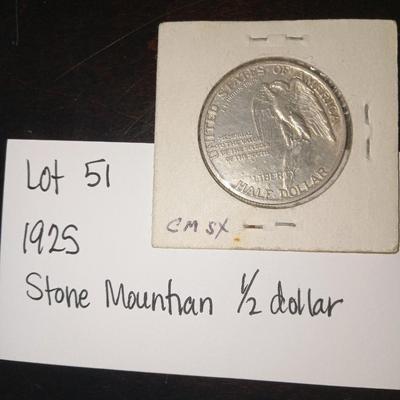 UNITED STATES OF AMERICA
MEMORIAL
TO THE VALOR
OF THE SOLDIER
OF THE SOUTH
LIBERTY
HALF DOLLAR
CM SX
Lot 51
1925
Stone Mountian 1/2 dollar